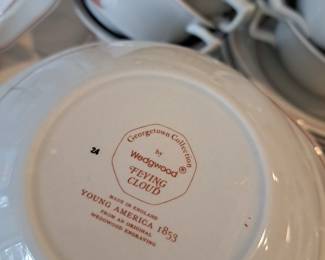 Georgetown Collection
by
Wedgwood®
FLYING
CLOUD
24
MADE IN ENGLAND
YOUNG AMERICA 1853
FROM AN ORIGINAL
WEDGWOOD ENGRAVING